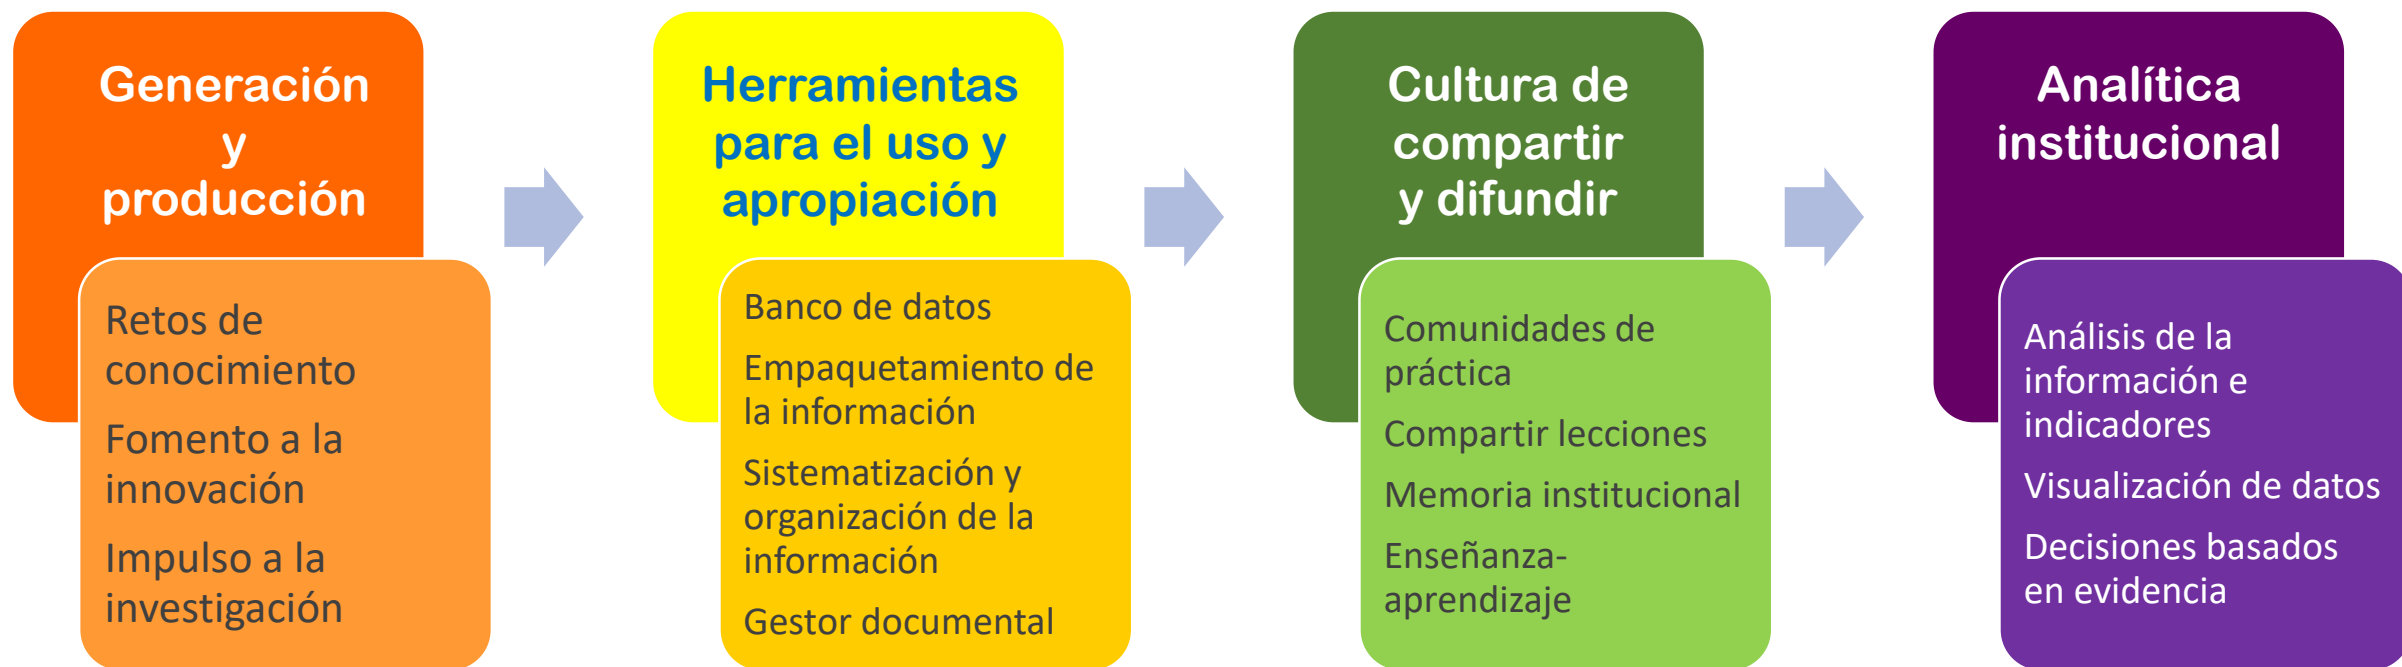 Generación
y
producción
Retos de
conocimiento
Fomento a la
innovación
Impulso a la
investigación
Herramientas
para el uso y
apropiación
Banco de datos
Empaquetamiento de
la información
Sistematización y
organización de la
información
Gestor documental
Cultura de
compartir
y difundir
Comunidades de
práctica
Compartir lecciones
Memoria institucional
Enseñanza-
aprendizaje
Analítica
institucional
Análisis de la
información e
indicadores
Visualización de datos
Decisiones basados
en evidencia